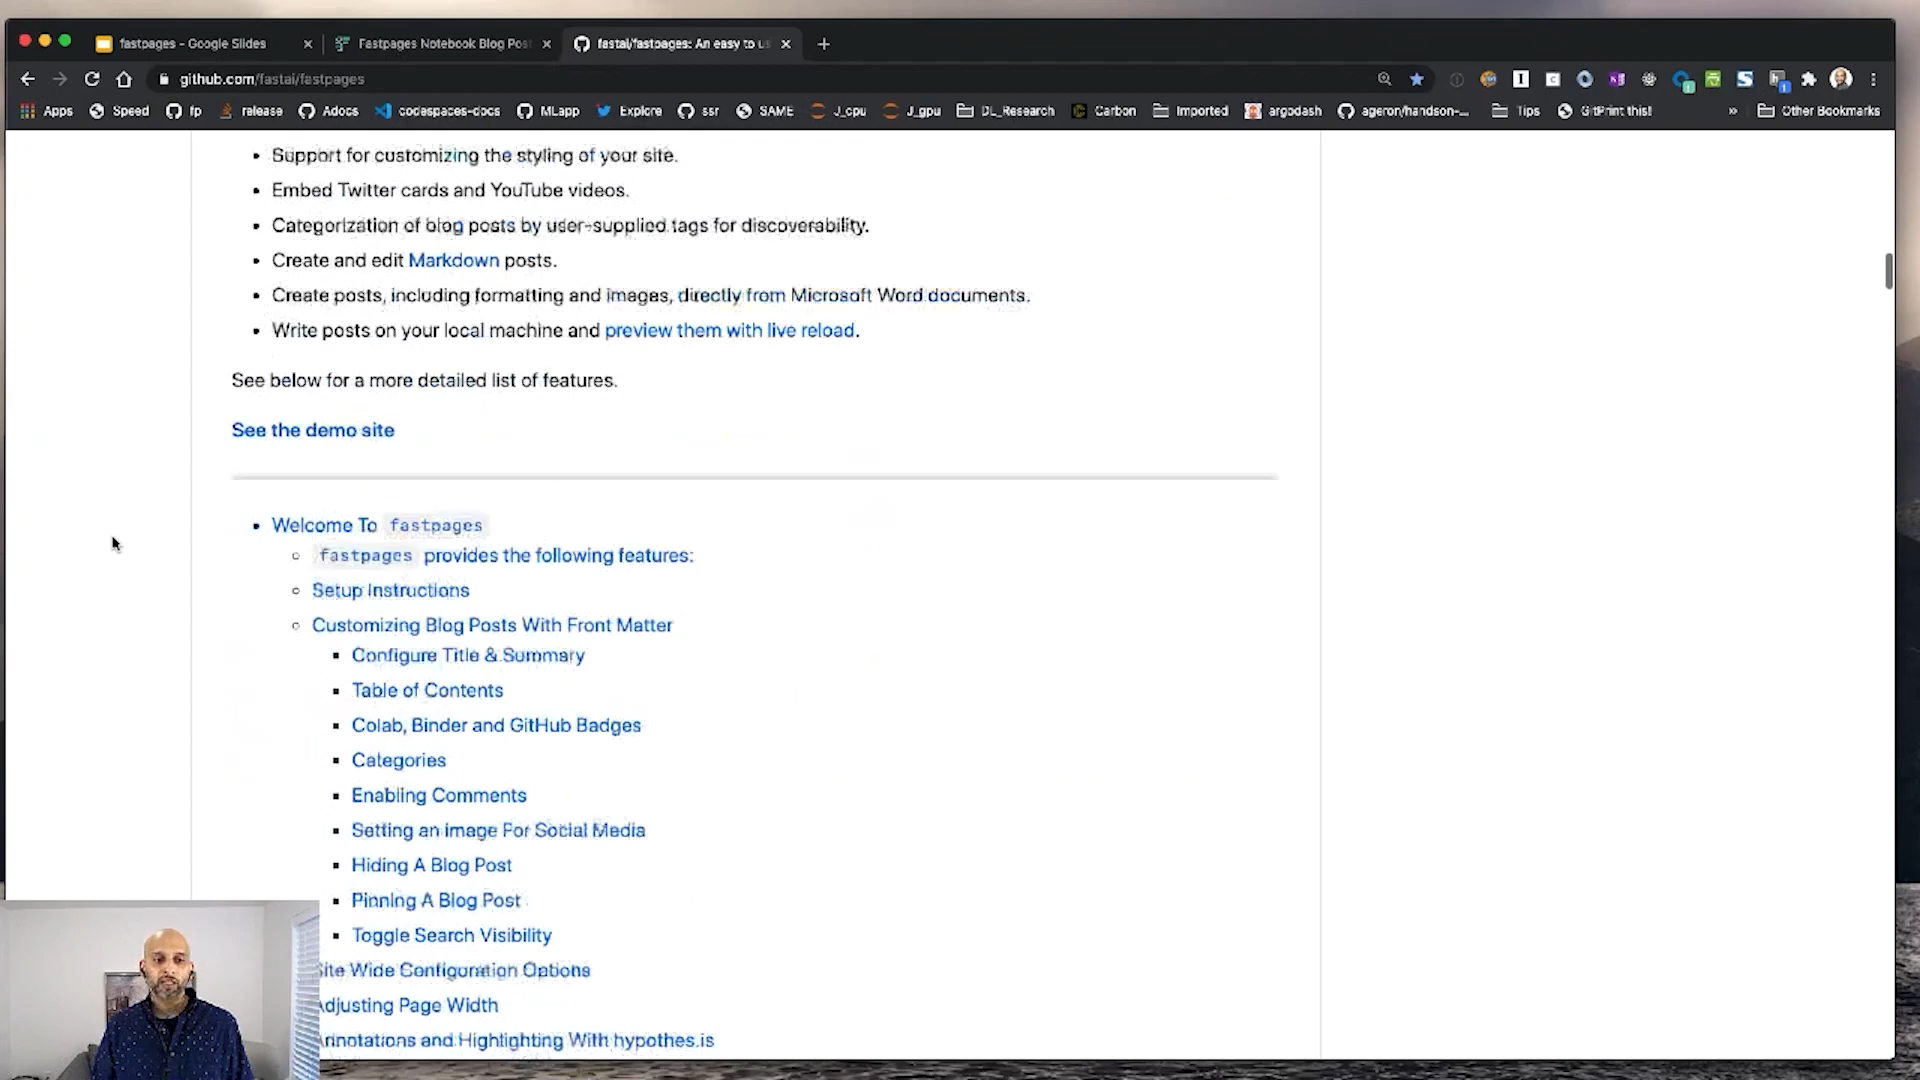 fastpages - Google Slides
Fastpages Notebook Blog Pos
fastai/fastpages: An easy to u
github.com/fastai/fastpages
Apps Speed fp release Adocs codespaces-docs MLapp Explore ssr SAME J_cpu J_gpu DL_Research Carbon Imported argodash ageron/handson-... Tips GitPrint this! » Other Bookmarks
• Support for customizing the styling of your site.
• Embed Twitter cards and YouTube videos.
• Categorization of blog posts by user-supplied tags for discoverability.
• Create and edit Markdown posts.
• Create posts, including formatting and images, directly from Microsoft Word documents.
• Write posts on your local machine and preview them with live reload.
See below for a more detailed list of features.
See the demo site
• Welcome To fastpages
fastpages provides the following features:
Setup Instructions
Customizing Blog Posts With Front Matter
Configure Title & Summary
Table of Contents
Colab, Binder and GitHub Badges
Categories
Enabling Comments
Setting an Image For Social Media
Hiding A Blog Post
Pinning A Blog Post
Toggle Search Visibility
Site Wide Configuration Options
Adjusting Page Width
Annotations and Highlighting With hypothes.is